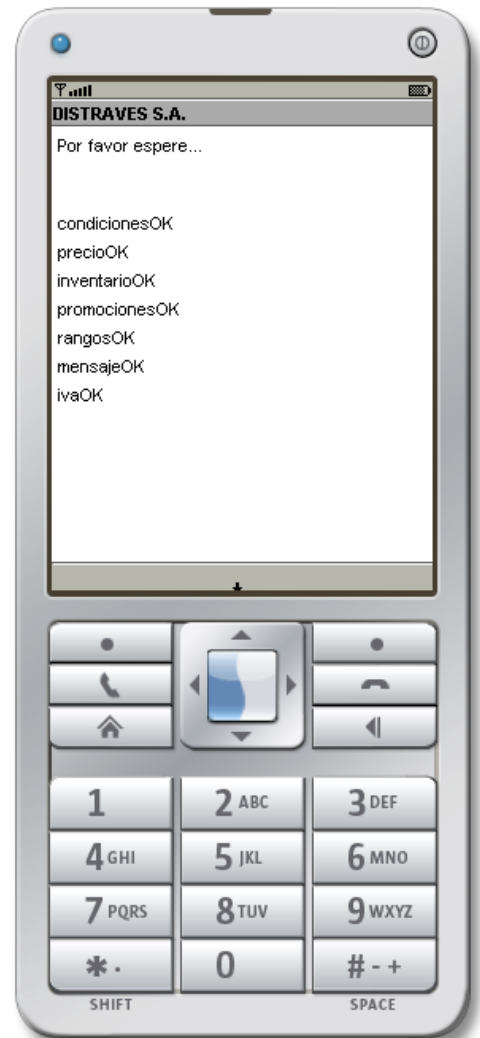 DISTRAVES S.A.
Por favor espere...
condicionesOK
precioOK
inventarioOK
promocionesOK
rangosOK
mensajeOK
ivaOK
1 2 ABC 3 DEF
4 GHI 5 JKL 6 MNO
7 PQRS 8 TUV 9 WXYZ
* . 0 # - +
SHIFT SPACE